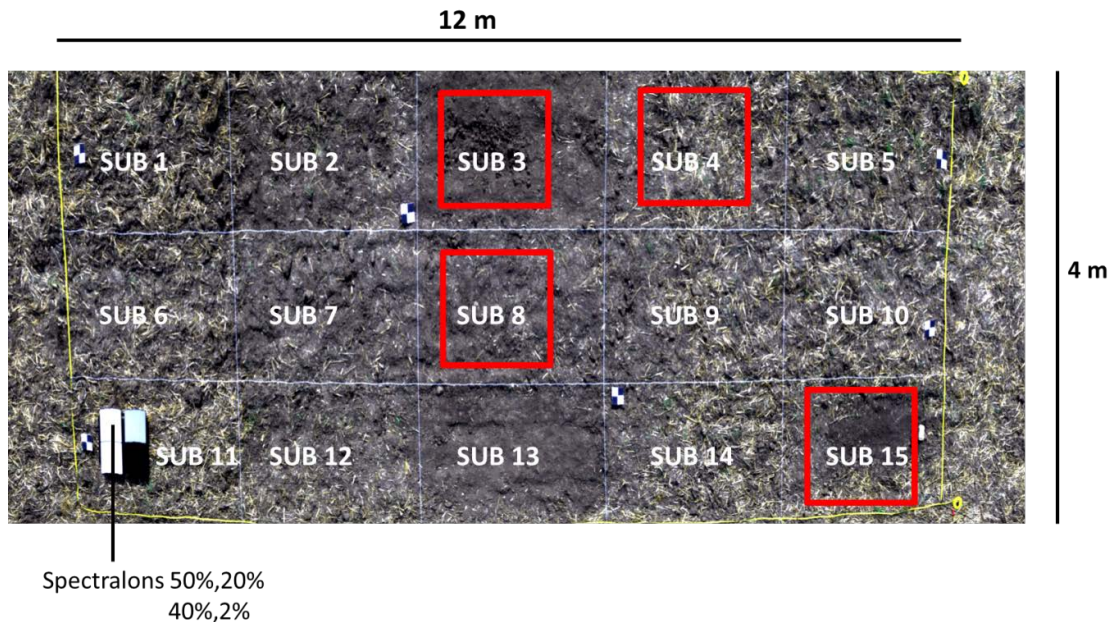 12 m
SUB 1 SUB 2 SUB 3 SUB 4 SUB 5
4 m
SUB 6 SUB 7 SUB 8 SUB 9 SUB 10
SUB 11 SUB 12 SUB 13 SUB 14 SUB 15
Spectralons 50%,20%
40%,2%